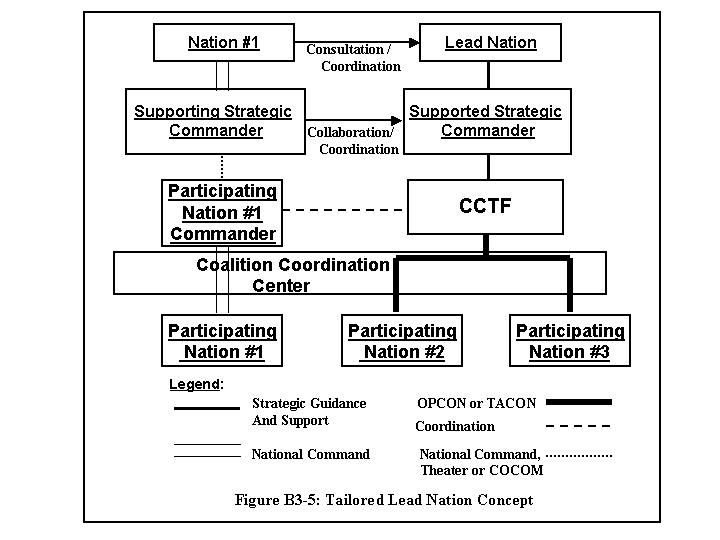 Nation #1
Consultation /
Coordination
Lead Nation
Supporting Strategic
Commander
Collaboration/
Coordination
Supported Strategic
Commander
Participating
Nation #1
Commander
CCTF
Coalition Coordination
Center
Participating
Nation #1
Participating
Nation #2
Participating
Nation #3
Legend:
Strategic Guidance
And Support
National Command
OPCON or TACON
Coordination
National Command,
Theater or COCOM
Figure B3-5: Tailored Lead Nation Concept